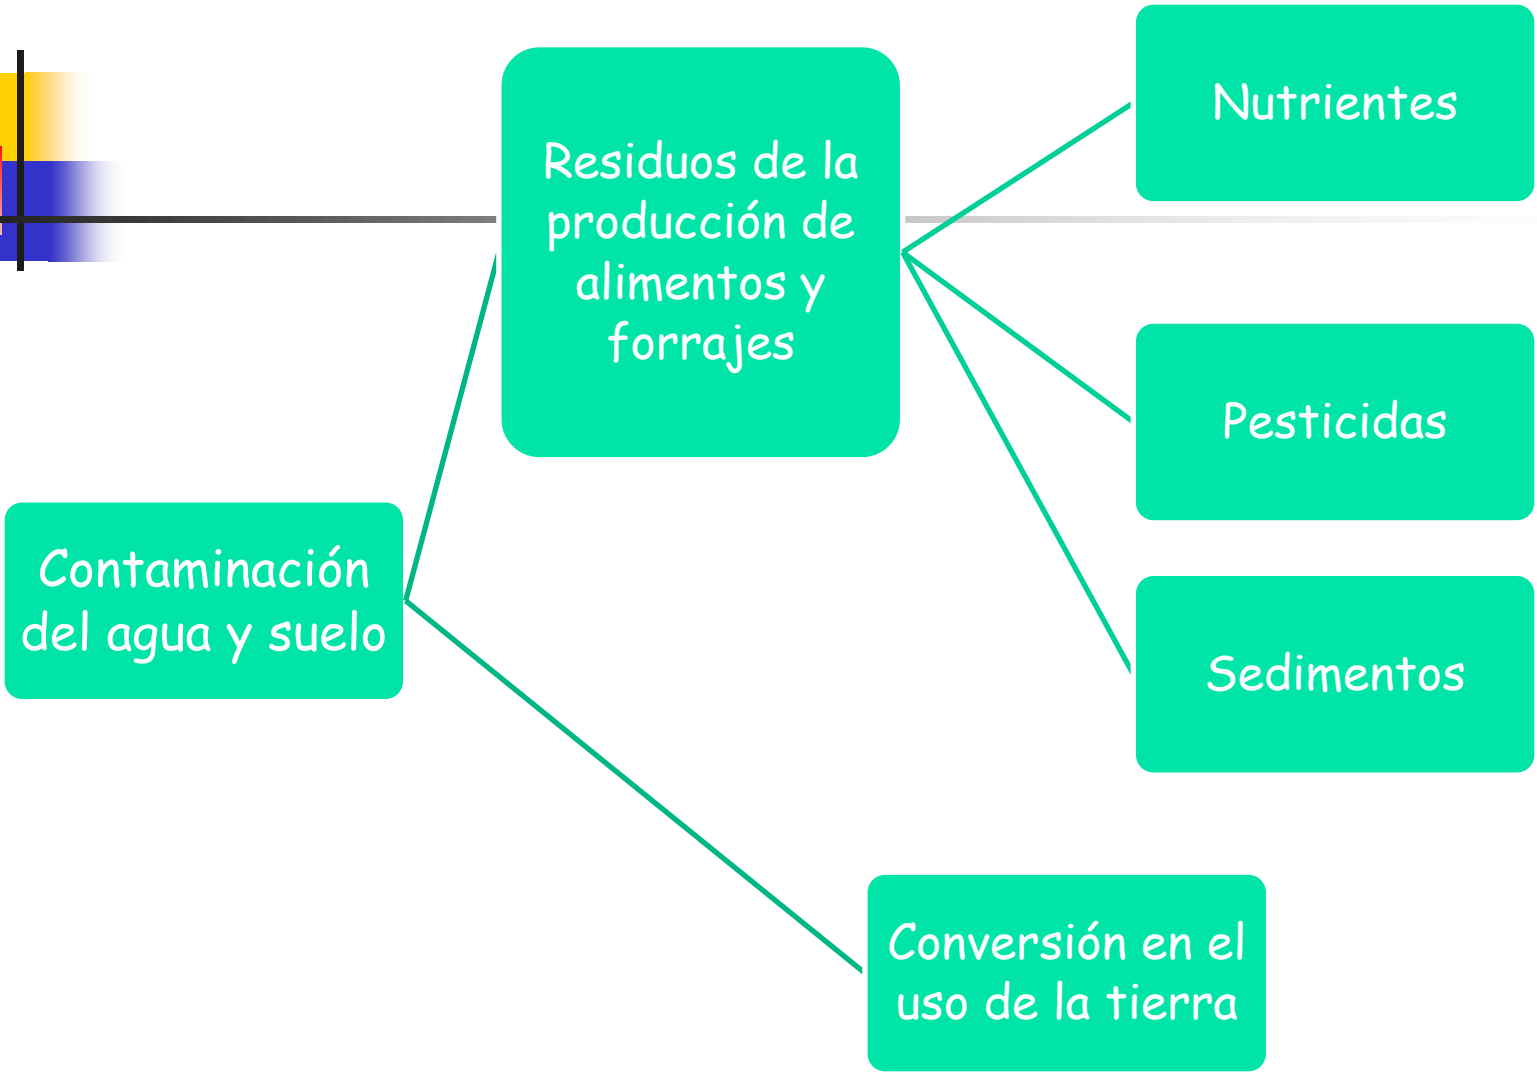 Contaminación
del agua y suelo
Residuos de la
producción de
alimentos y
forrajes
Nutrientes
Pesticidas
Sedimentos
Conversión en el
uso de la tierra